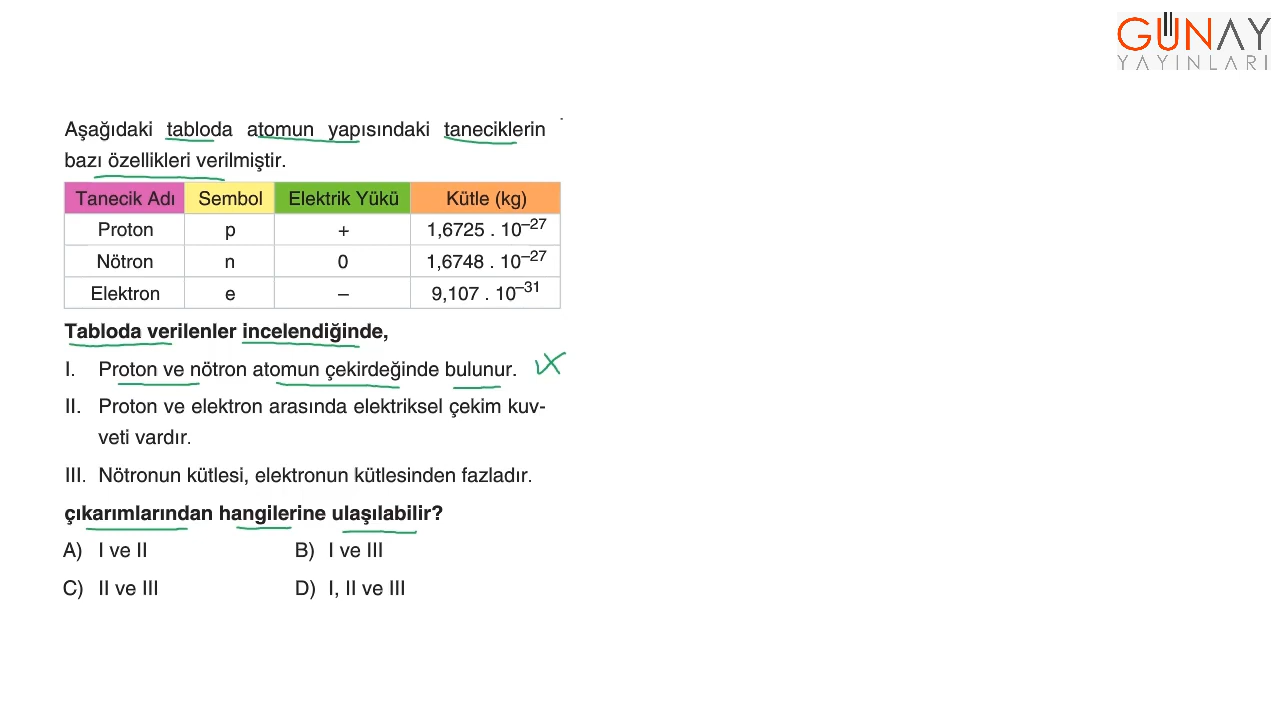 GÜNAY
YAYINLARI
Aşağıdaki tabloda atomun yapısındaki taneciklerin
bazı özellikleri verilmiştir.
Tanecik Adı Sembol Elektrik Yükü Kütle (kg)
Proton p + 1,6725 . 10⁻²⁷
Nötron n 0 1,6748 . 10⁻²⁷
Elektron e – 9,107 . 10⁻³¹
Tabloda verilenler incelendiğinde,
I. Proton ve nötron atomun çekirdeğinde bulunur.
II. Proton ve elektron arasında elektriksel çekim kuv-
veti vardır.
III. Nötronun kütlesi, elektronun kütlesinden fazladır.
çıkarımlarından hangilerine ulaşılabilir?
A) I ve II B) I ve III
C) II ve III D) I, II ve III